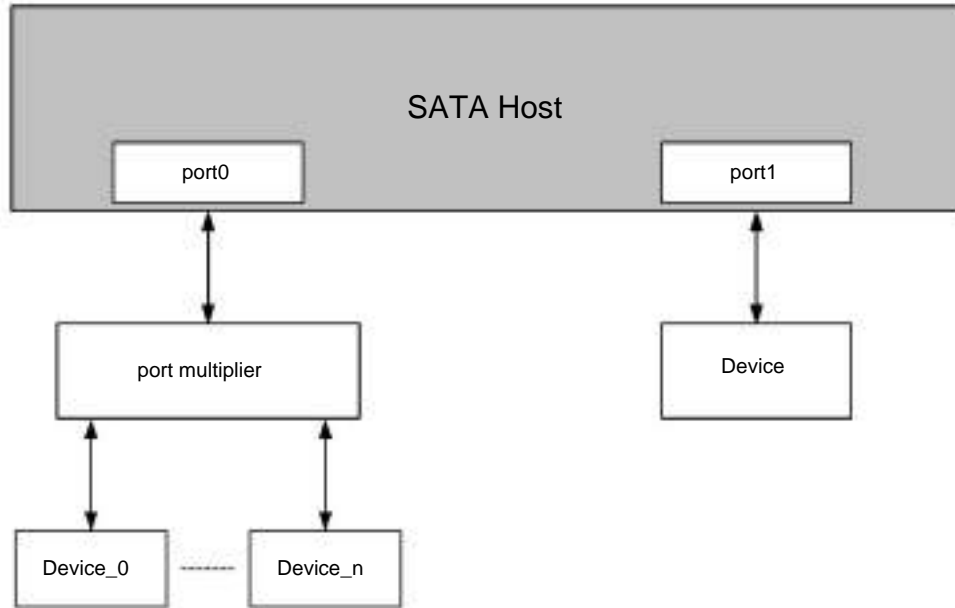 SATA Host
port0
port1
port multiplier
Device
Device_0
Device_n